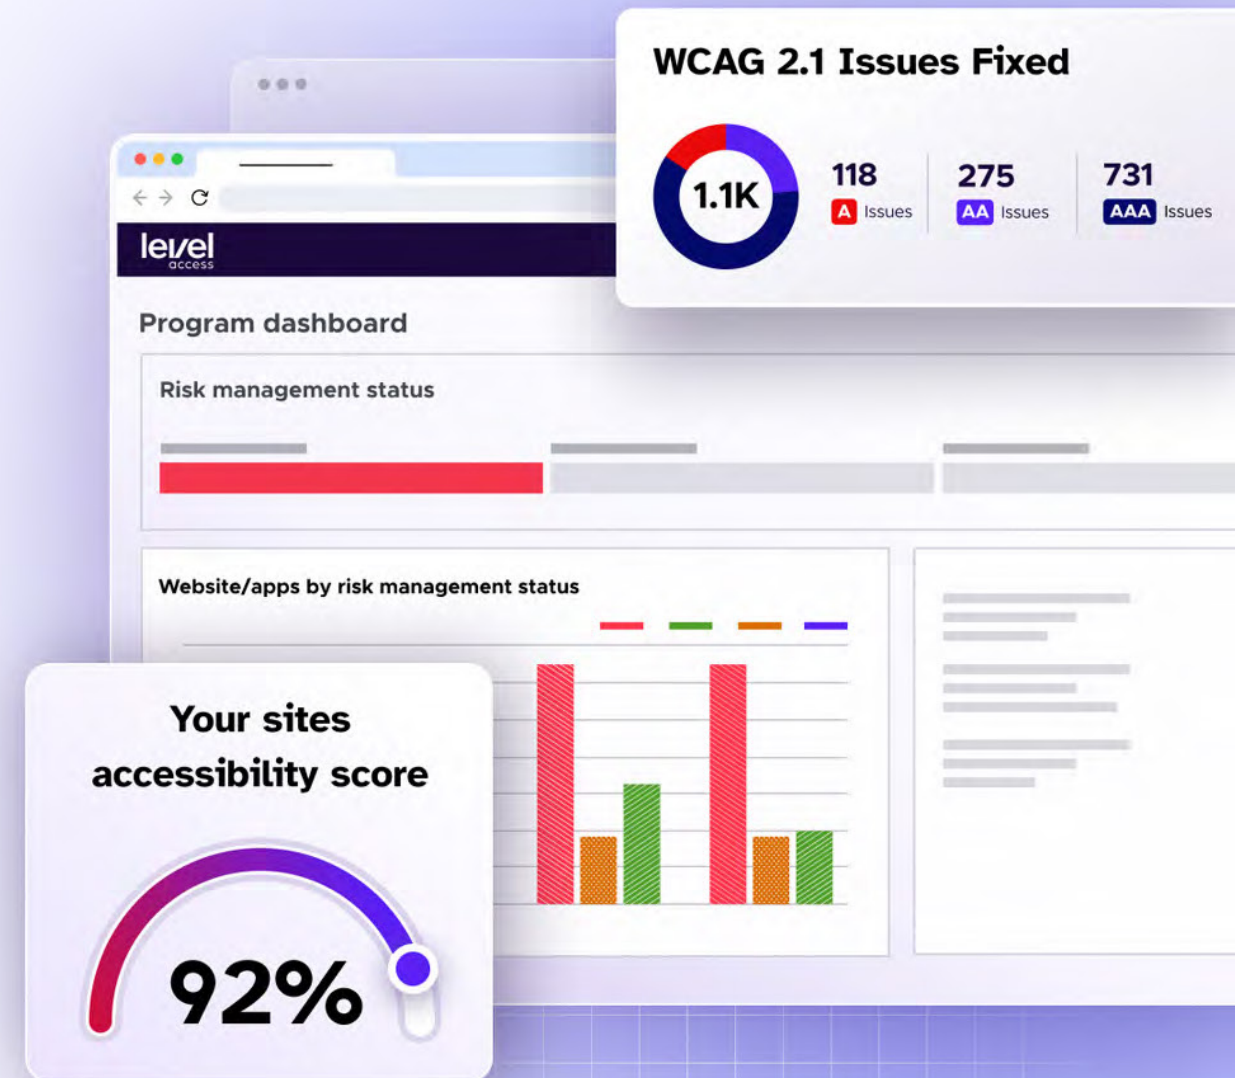 WCAG 2.1 Issues Fixed
1.1K
118
A Issues
275
AA Issues
731
AAA Issues
level
access
Program dashboard
Risk management status
Website/apps by risk management status
Your sites
accessibility score
92%